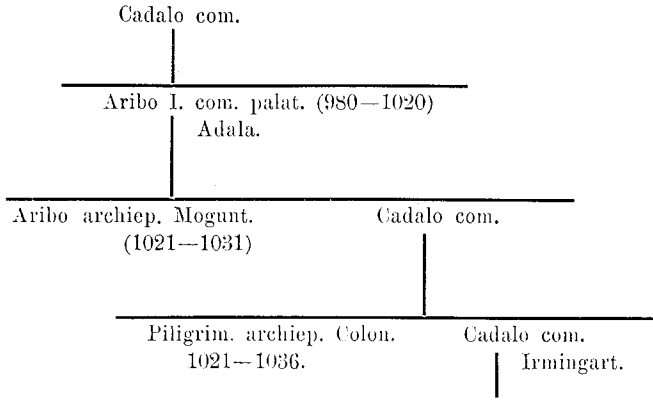 Cadalo com.
Aribo I. com. palat. (980—1020)
Adala.
Aribo archiep. Mogunt.
(1021—1031)
Cadalo com.
Piligrim. archiep. Colon.
1021—1036.
Cadalo com.
Irmingart.